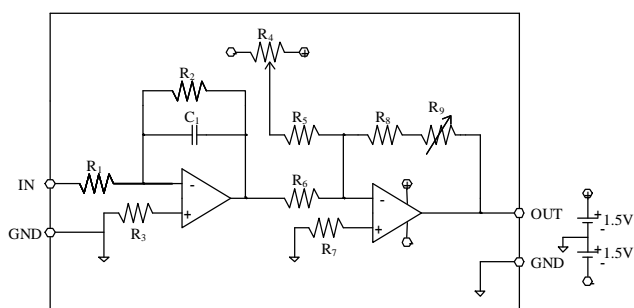 R4
R2
C1
R5
R8
R9
R1
R6
IN
-
+
-
+
+
-
OUT
+
1.5V
-
GND
R3
R7
GND
+
1.5V
-